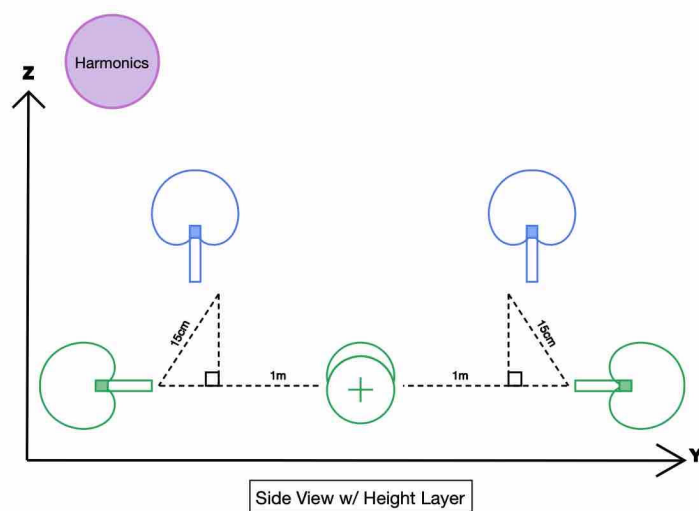 Harmonics
Z
15cm
15cm
1m
1m
Y
Side View w/ Height Layer